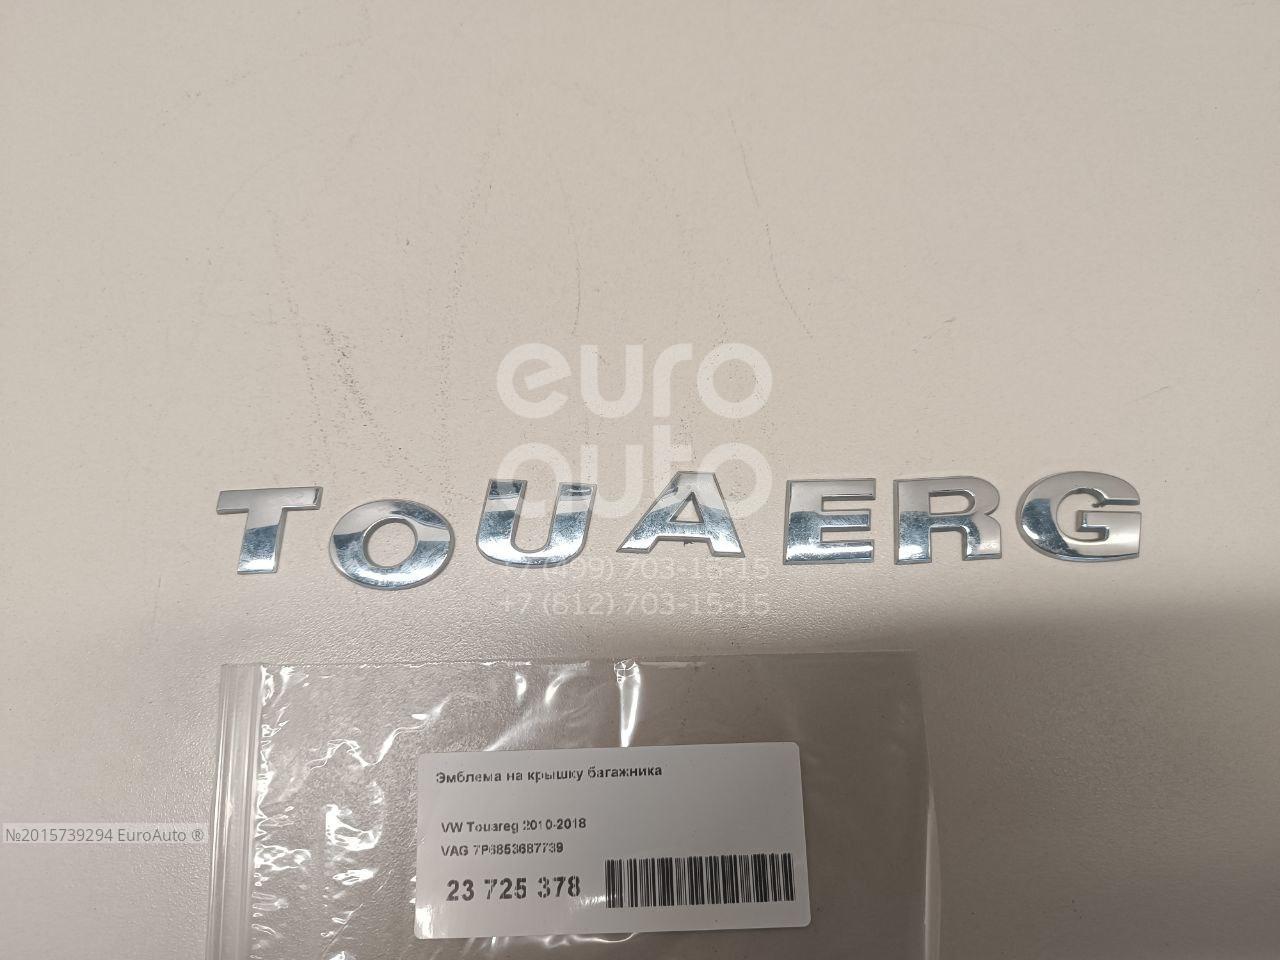 euro
auto
TOUAERG
+7 (499) 703-15-15
+7 (812) 703-15-15
Эмблема на крышку багажника
VW Touareg 2010-2018
VAG 7P6853687739
23 725 378
№2015739294 EuroAuto ®